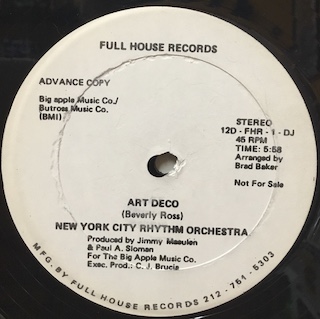 FULL HOUSE RECORDS
ADVANCE COPY
Big apple Music Co./
Butross Music Co.
(BMI)
STEREO
12D - FHR - 1 - DJ
45 RPM
TIME: 5:58
Arranged by
Brad Baker
Not For Sale
ART DECO
(Beverly Ross)
NEW YORK CITY RHYTHM ORCHESTRA
Produced by Jimmy Maeulen
& Paul A. Sloman
For The Big Apple Music Co.
Exec. Prod.: C. J. Brucia
MFG. BY FULL HOUSE RECORDS 212 - 751 - 5303